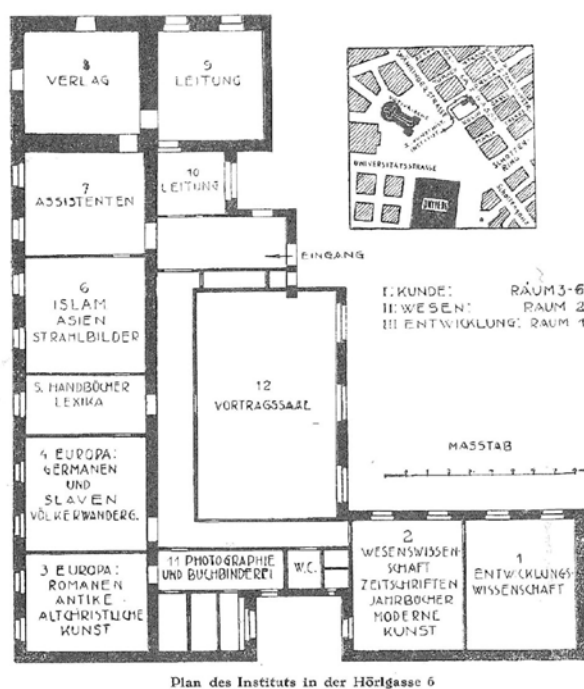 8
VERLAG
9
LEITUNG
10
LEITUNG
7
ASSISTENTEN
EINGANG
6
ISLAM
ASIEN
STRAHLBILDER
5. HANDBÜCHER
LEXIKA
12
VORTRAGSSAAL
4 EUROPA:
GERMANEN
UND
SLAVEN
VÖLKERWANDERG.
3 EUROPA:
ROMANEN
ANTIKE-
ALTCHRISTLICHE
KUNST
11 PHOTOGRAPHIE
UND BUCHBINDEREI
W.C.
2
WESENSWISSEN-
SCHAFT
ZEITSCHRIFTEN
JAHRBÜCHER
MODERNE
KUNST
1
ENTWICKLUNGS-
WISSENSCHAFT
UNIVERSITÄTSSTRASSE
I: KUNDE: RAUM 3-6
II: WESEN: RAUM 2
III ENTWICKLUNG: RAUM 1
MASSTAB
Plan des Instituts in der Hörlgasse 6